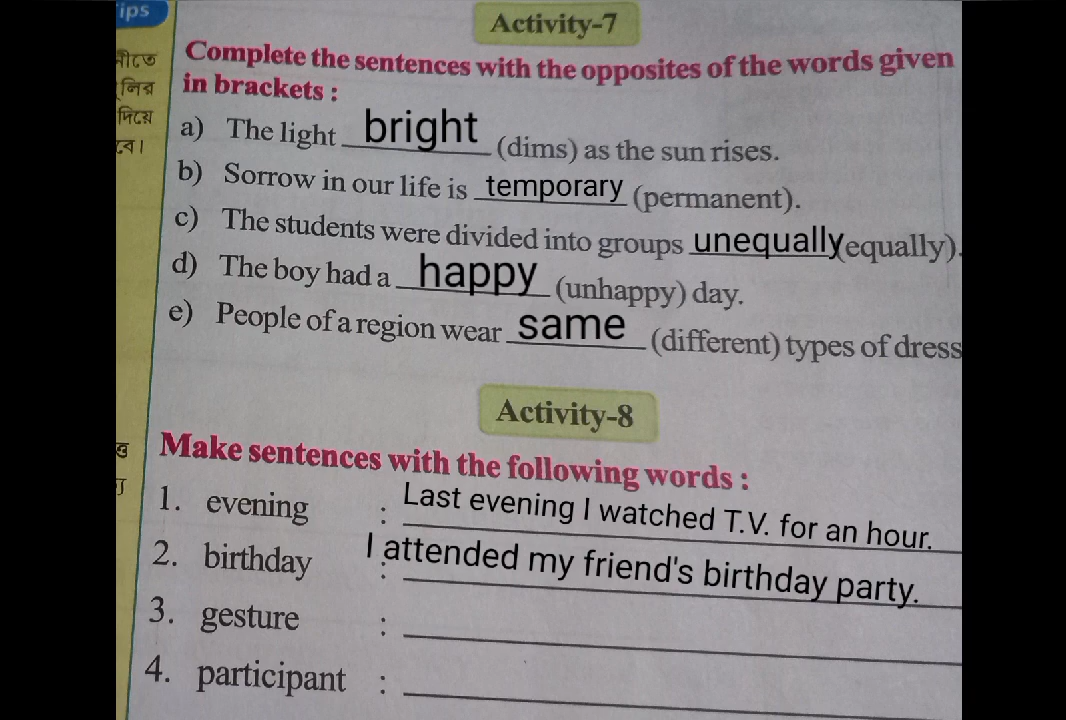 ips
Activity-7
Complete the sentences with the opposites of the words given
in brackets :
দিয়ে
a) The light bright (dims) as the sun rises.
b) Sorrow in our life is temporary (permanent).
c) The students were divided into groups unequally (equally).
d) The boy had a happy (unhappy) day.
e) People of a region wear same (different) types of dress
Activity-8
Make sentences with the following words :
1. evening : Last evening I watched T.V. for an hour.
2. birthday : I attended my friend's birthday party.
3. gesture :
4. participant :